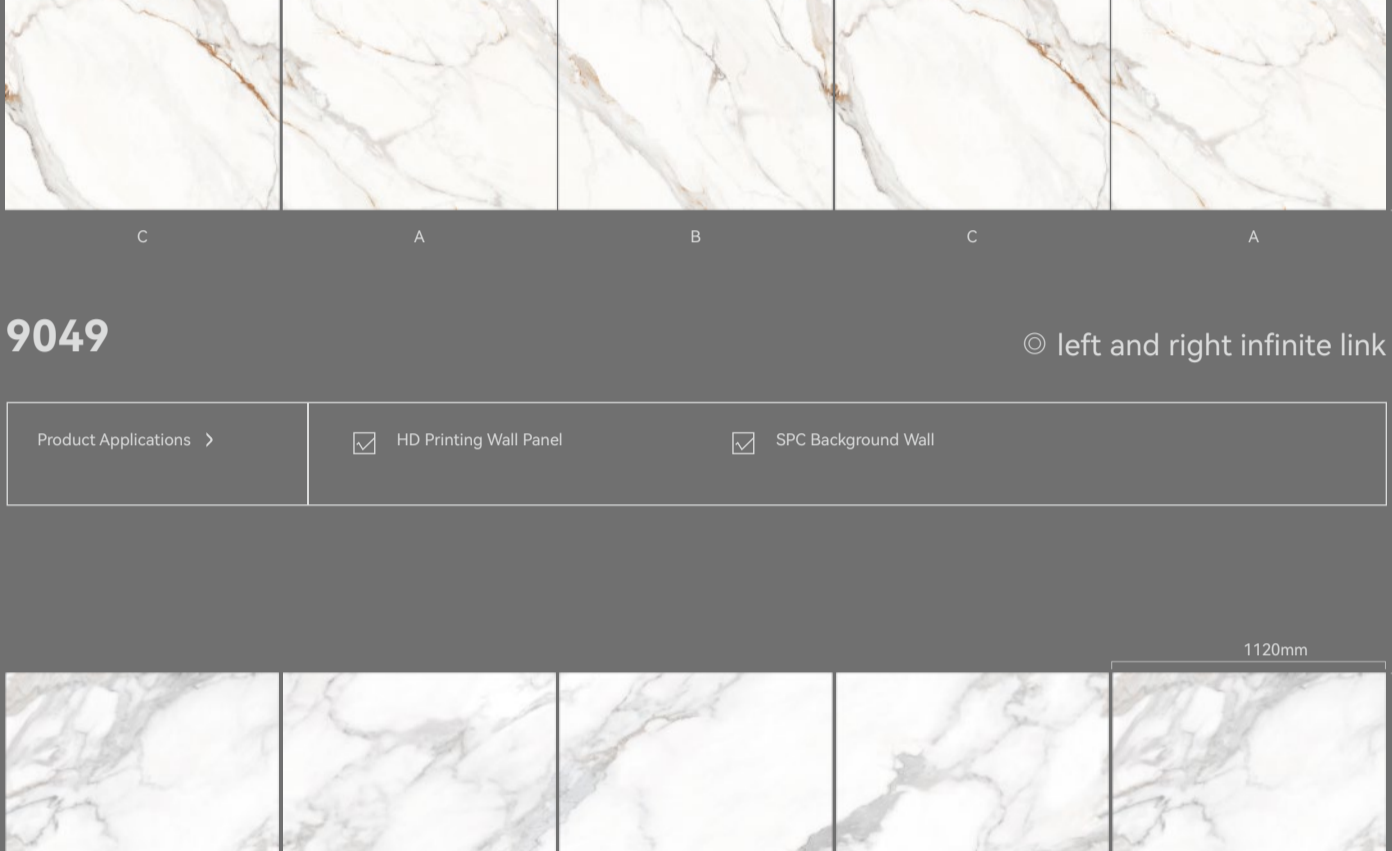 C A B C A
9049
◎ left and right infinite link
Product Applications > HD Printing Wall Panel SPC Background Wall
1120mm